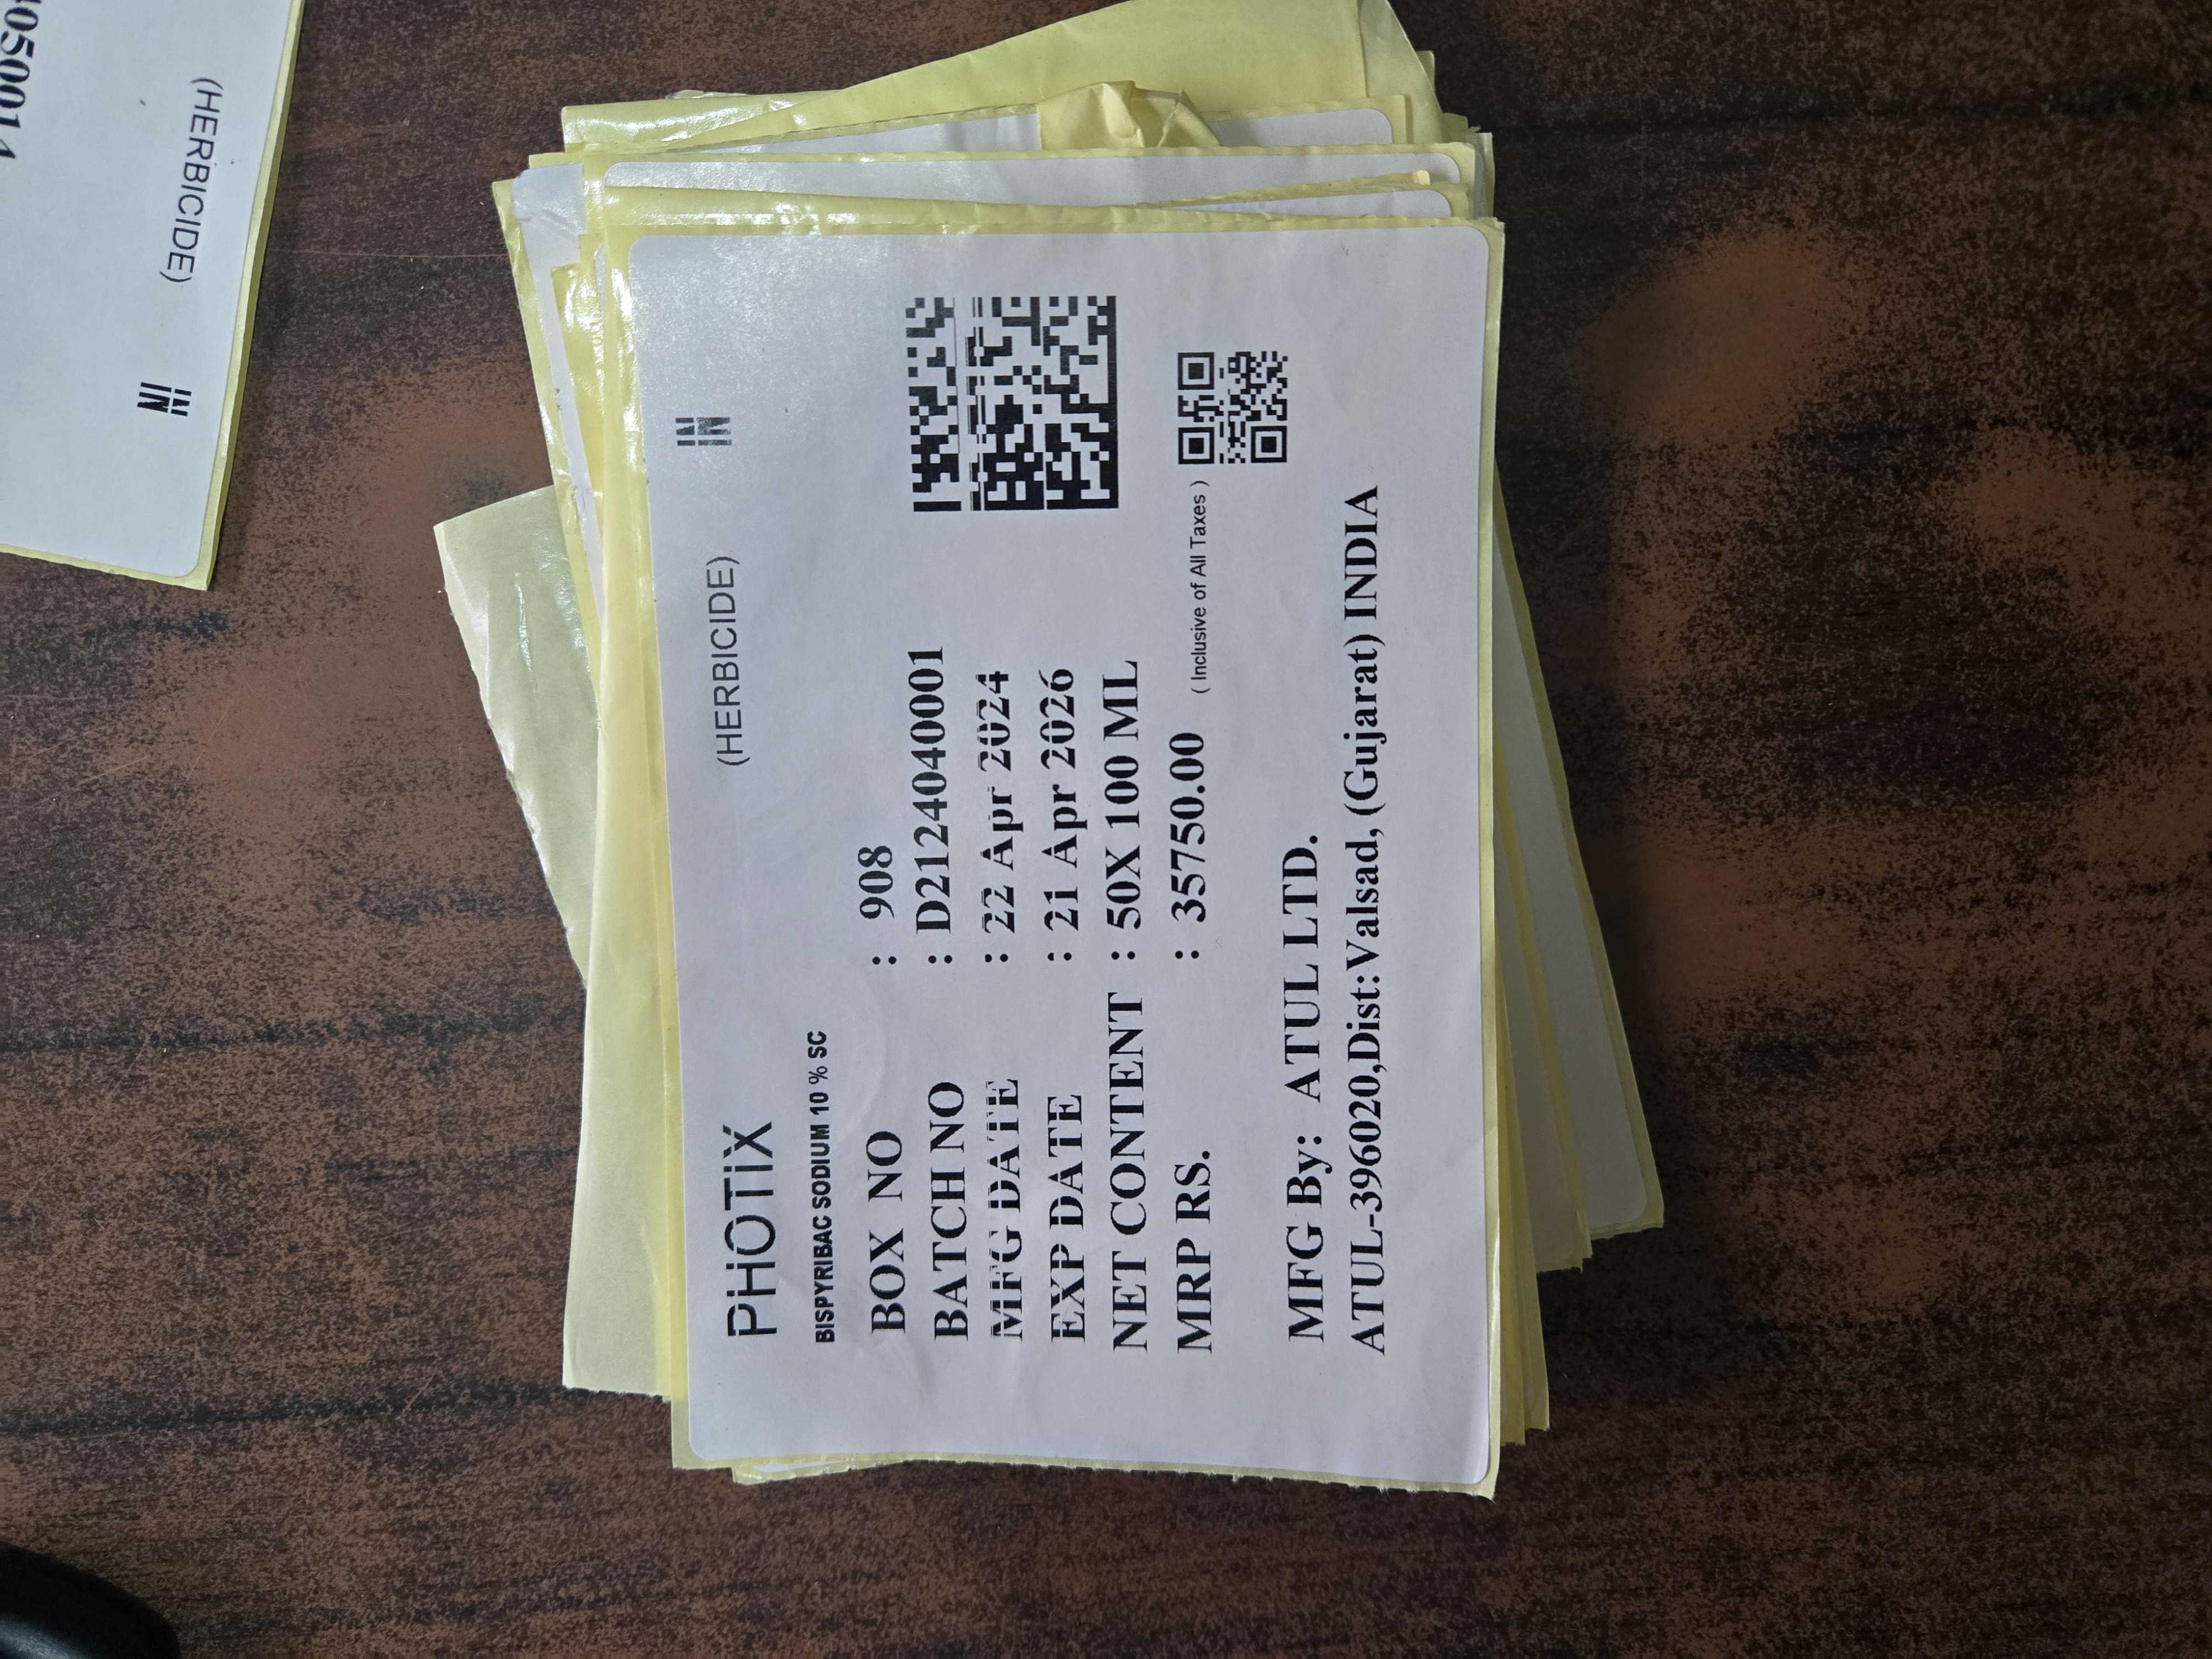 PHOTIX
(HERBICIDE)
IN
BISPYRIBAC SODIUM 10 % SC
BOX NO : 908
BATCH NO : D2124040001
MFG DATE : 22 Apr 2024
EXP DATE : 21 Apr 2026
NET CONTENT : 50X 100 ML
MRP RS. : 35750.00 ( Inclusive of All Taxes )
MFG By: ATUL LTD.
ATUL-396020,Dist:Valsad, (Gujarat) INDIA
(HERBICIDE)
IN